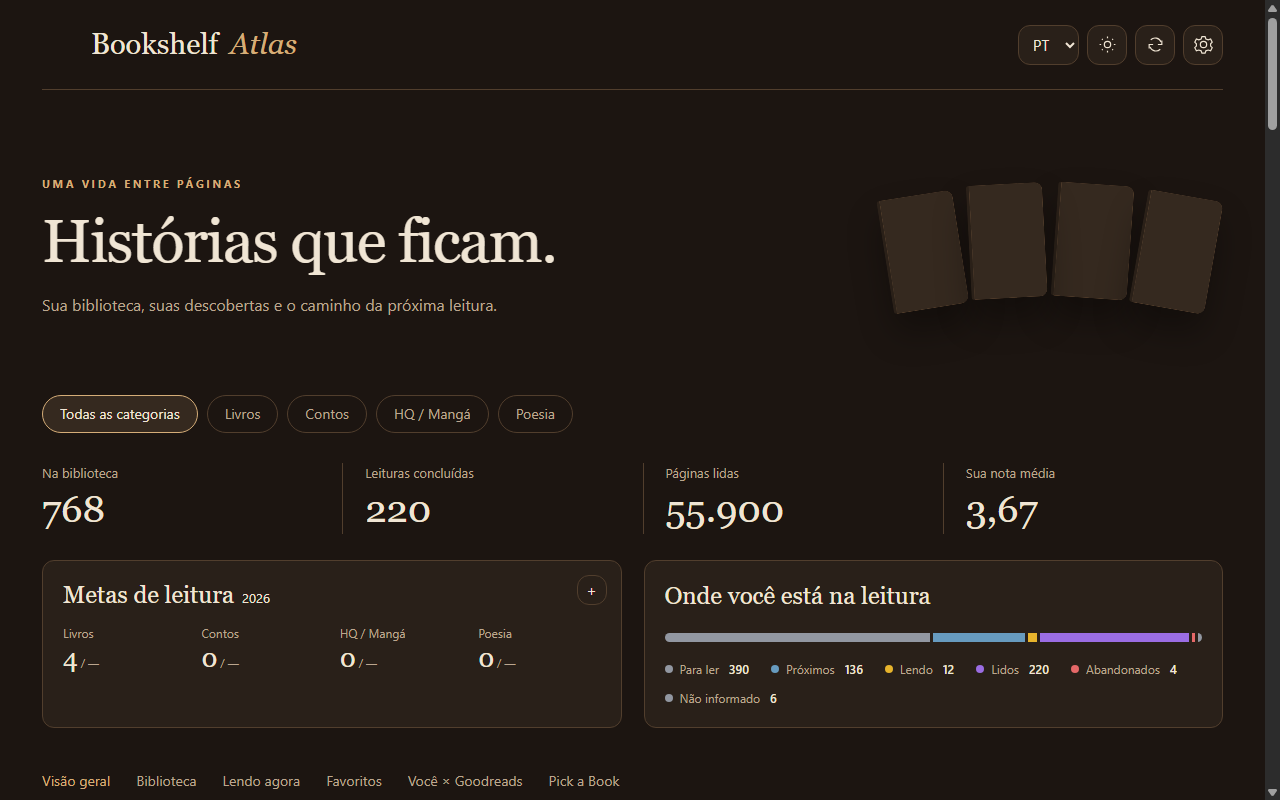 Bookshelf Atlas
PT
UMA VIDA ENTRE PÁGINAS
Histórias que ficam.
Sua biblioteca, suas descobertas e o caminho da próxima leitura.
Todas as categorias
Livros
Contos
HQ / Mangá
Poesia
Na biblioteca
768
Leituras concluídas
220
Páginas lidas
55.900
Sua nota média
3,67
Metas de leitura 2026
+
Livros
4 / —
Contos
0 / —
HQ / Mangá
0 / —
Poesia
0 / —
Onde você está na leitura
Para ler 390
Próximos 136
Lendo 12
Lidos 220
Abandonados 4
Não informado 6
Visão geral
Biblioteca
Lendo agora
Favoritos
Você × Goodreads
Pick a Book